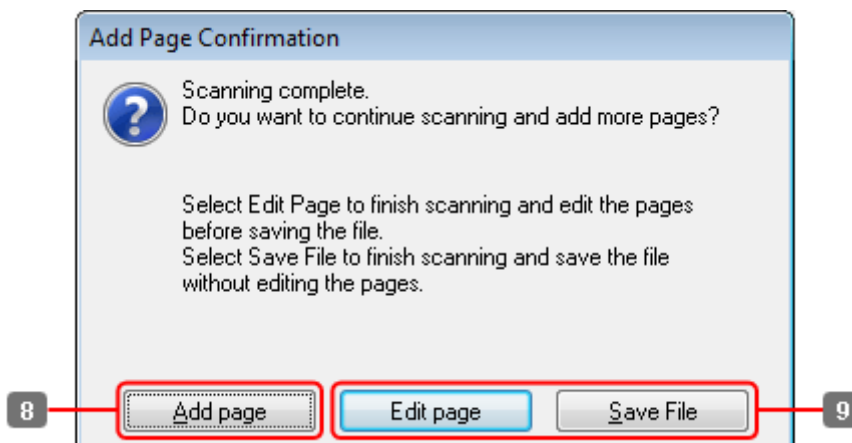 Add Page Confirmation
?
Scanning complete.
Do you want to continue scanning and add more pages?
Select Edit Page to finish scanning and edit the pages
before saving the file.
Select Save File to finish scanning and save the file
without editing the pages.
8 Add page Edit page Save File 9